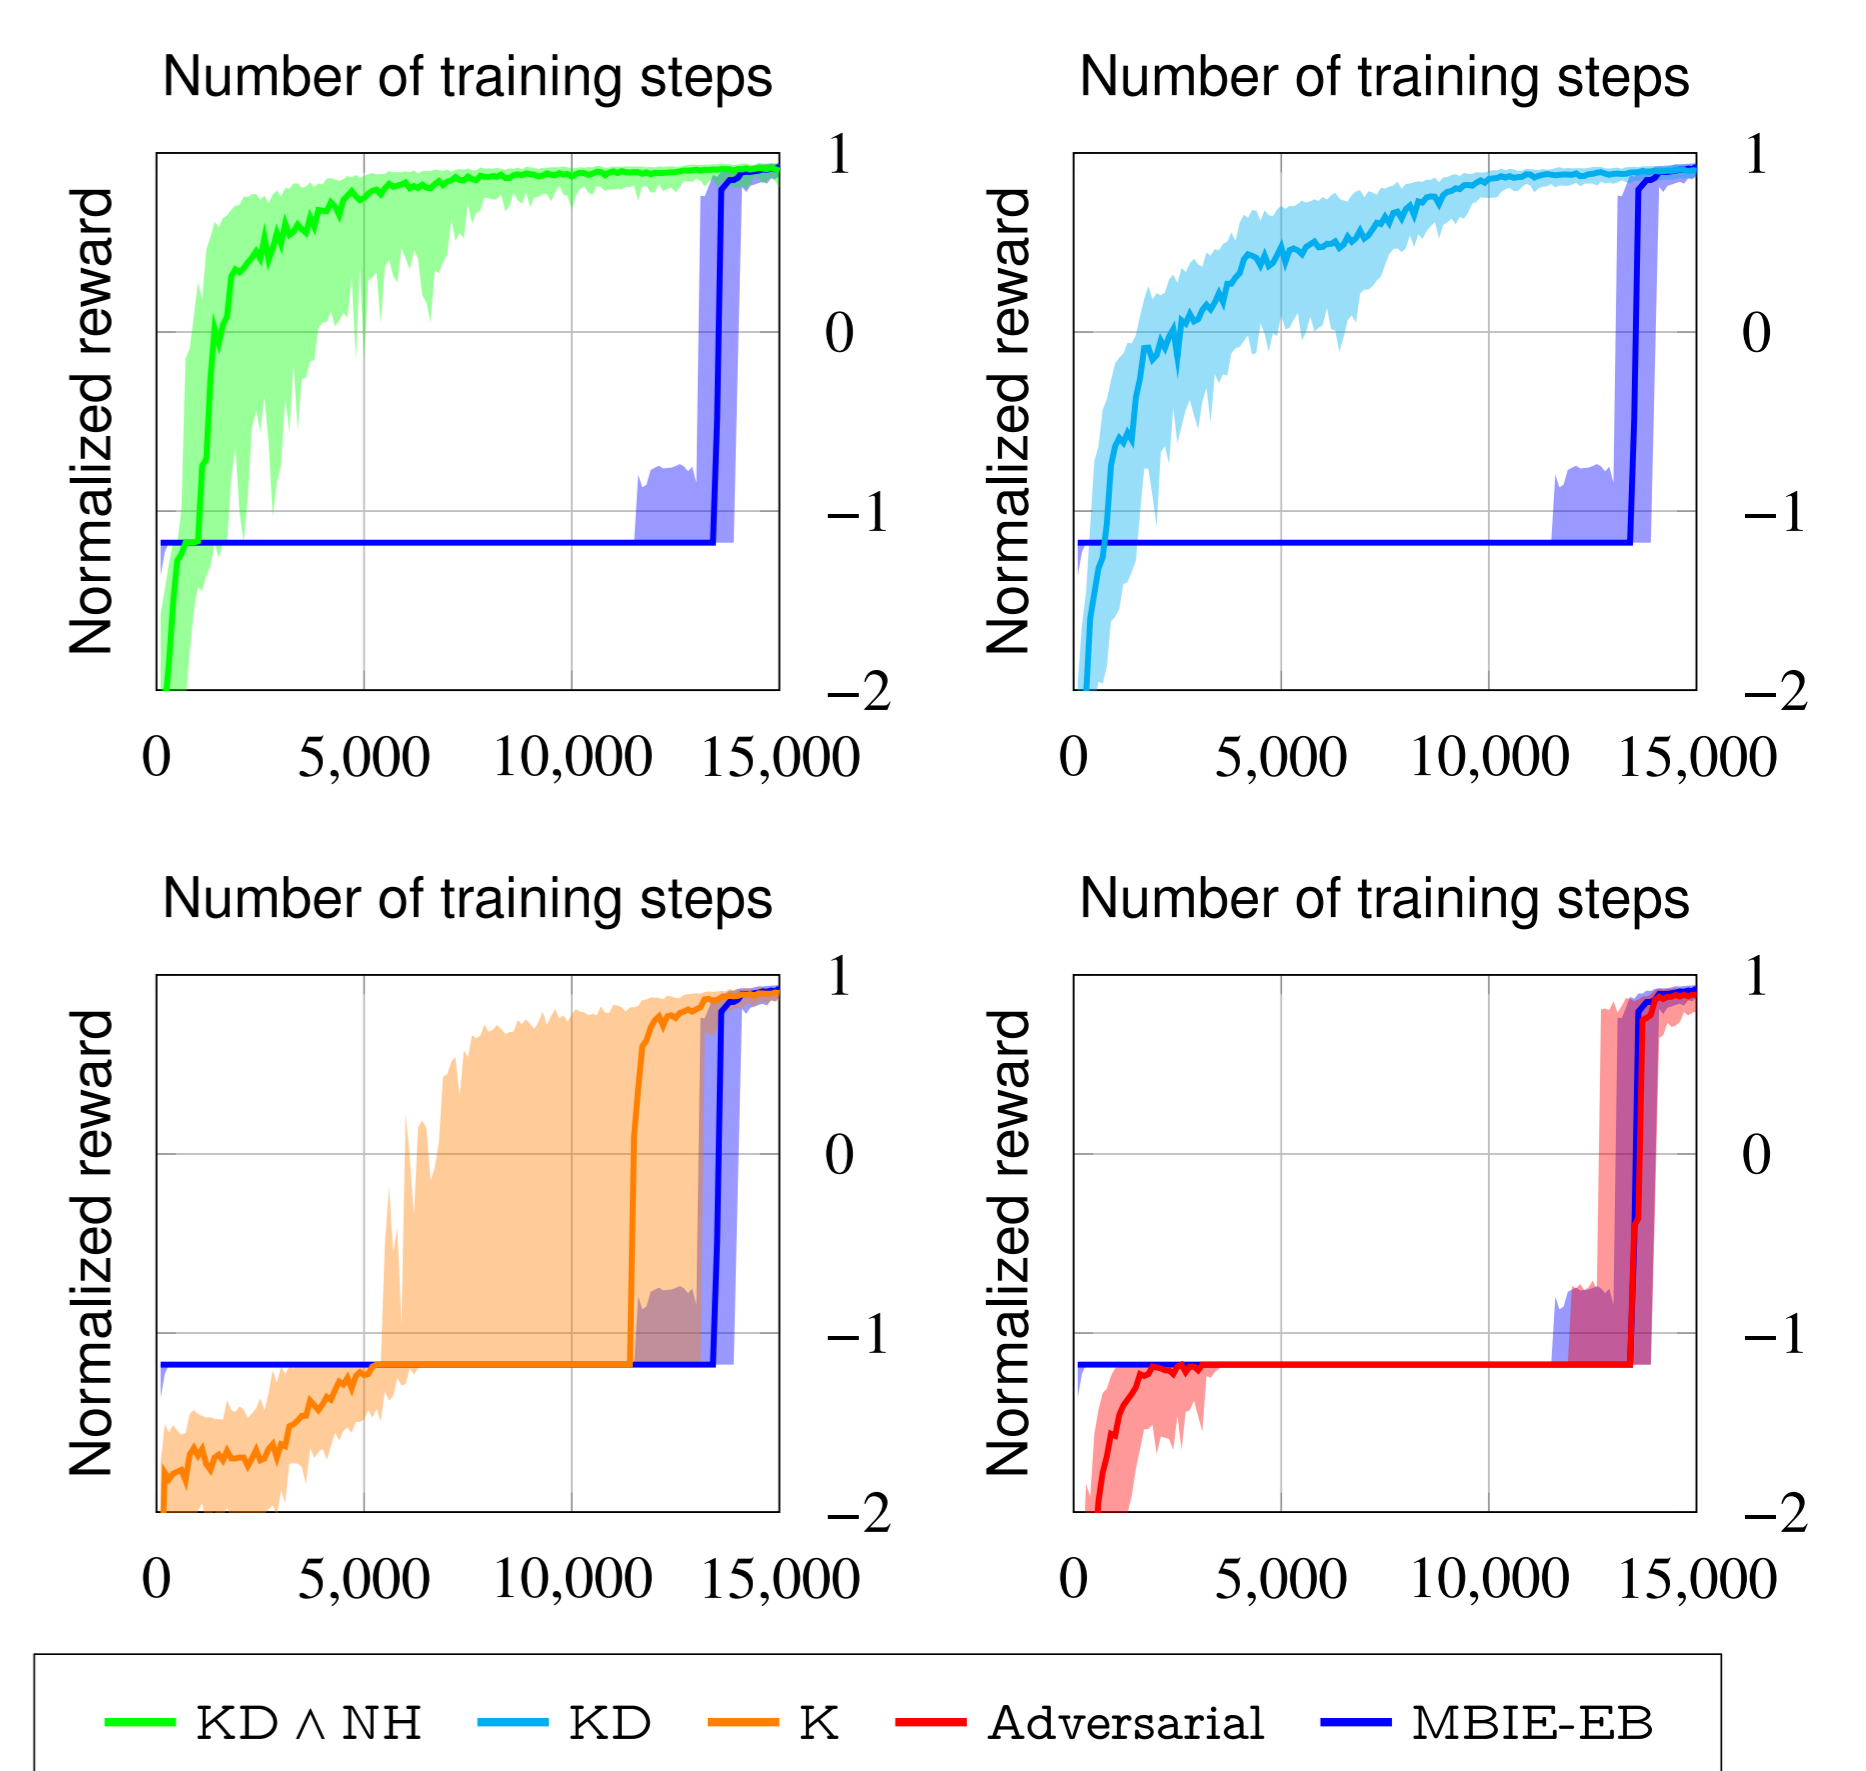 Number of training steps
Number of training steps
Normalized reward
1
0
−1
−2
0 5,000 10,000 15,000
Normalized reward
1
0
−1
−2
0 5,000 10,000 15,000
Number of training steps
Number of training steps
Normalized reward
1
0
−1
−2
0 5,000 10,000 15,000
Normalized reward
1
0
−1
−2
0 5,000 10,000 15,000
KD ∧ NH KD K Adversarial MBIE-EB